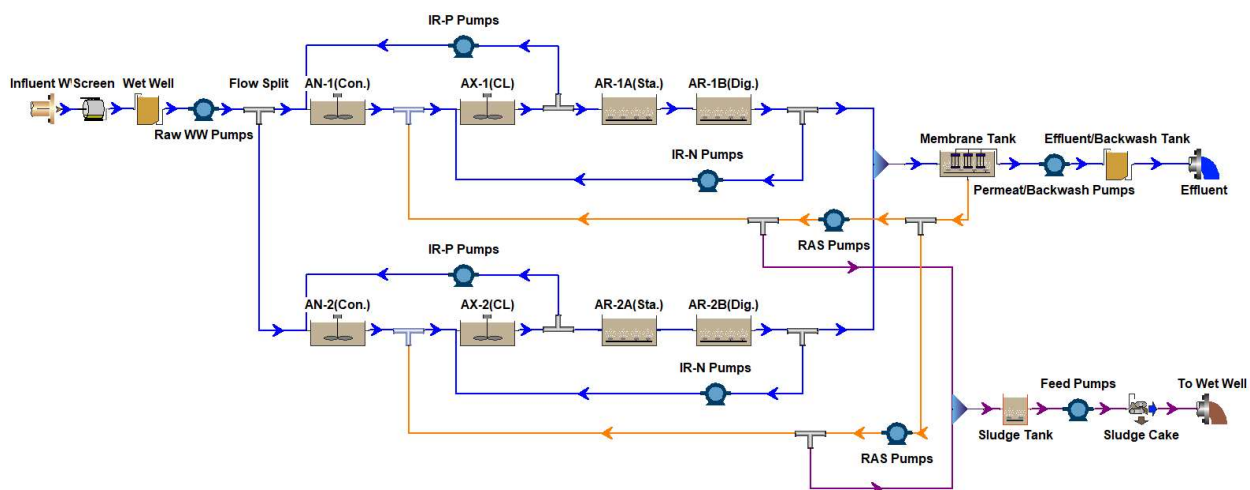 IR-P Pumps
Influent W Screen Wet Well Flow Split AN-1(Con.) AX-1(CL) AR-1A(Sta.) AR-1B(Dig.)
Raw WW Pumps
Membrane Tank Effluent/Backwash Tank
IR-N Pumps
Permeat/Backwash Pumps Effluent
RAS Pumps
IR-P Pumps
AN-2(Con.) AX-2(CL) AR-2A(Sta.) AR-2B(Dig.)
IR-N Pumps
Feed Pumps To Wet Well
Sludge Tank Sludge Cake
RAS Pumps